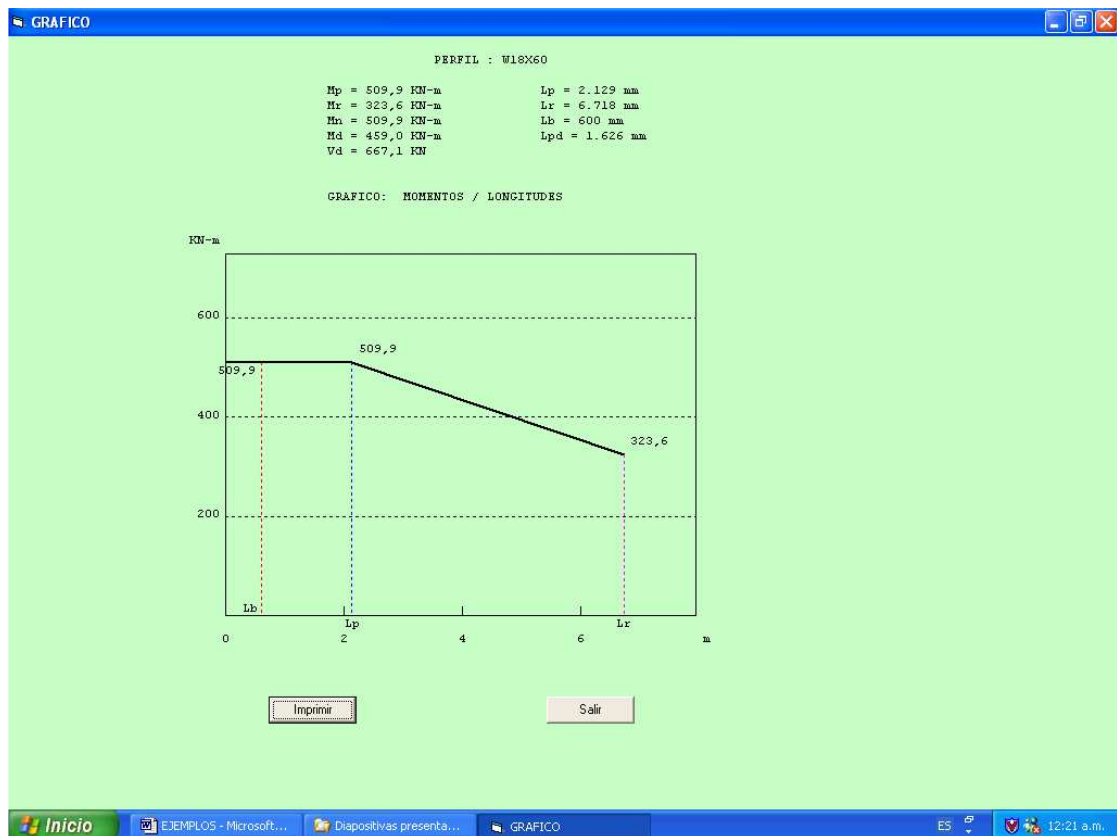 GRAFICO
PERFIL : W18X60
Mp = 509,9 KN-m Lp = 2.129 mm
Mr = 323,6 KN-m Lr = 6.718 mm
Mn = 509,9 KN-m Lb = 600 mm
Md = 459,0 KN-m Lpd = 1.626 mm
Vd = 667,1 KN
GRAFICO: MOMENTOS / LONGITUDES
KN-m
600
509,9
509,9
400
323,6
200
Lb
Lp Lr
0 2 4 6 m
Imprimir Salir
Inicio EJEMPLOS - Microsoft... Diapositivas presenta... GRAFICO ES 12:21 a.m.